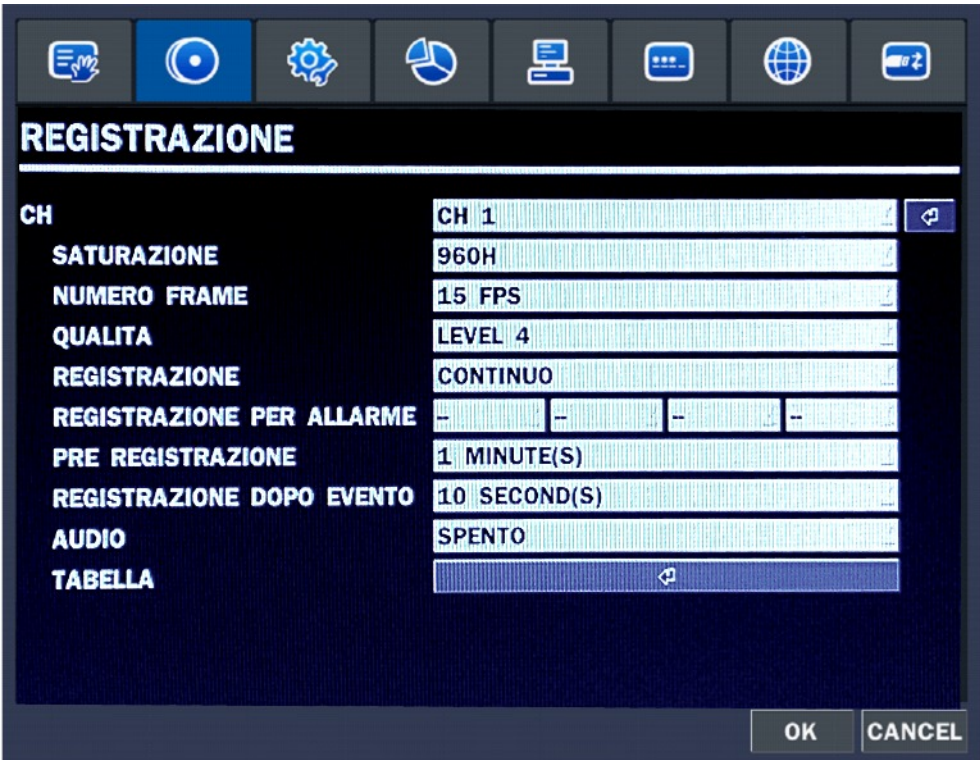 REGISTRAZIONE
CH CH 1
SATURAZIONE 960H
NUMERO FRAME 15 FPS
QUALITA LEVEL 4
REGISTRAZIONE CONTINUO
REGISTRAZIONE PER ALLARME -- -- -- --
PRE REGISTRAZIONE 1 MINUTE(S)
REGISTRAZIONE DOPO EVENTO 10 SECOND(S)
AUDIO SPENTO
TABELLA
OK CANCEL